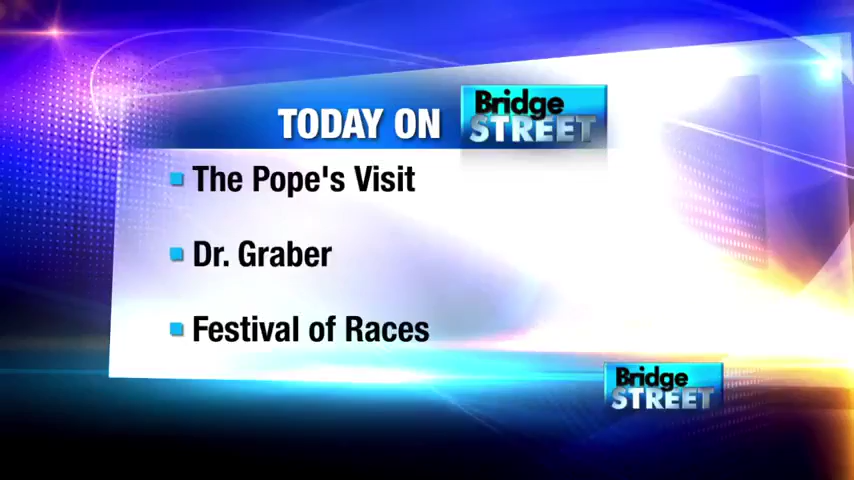 TODAY ON Bridge STREET
The Pope's Visit
Dr. Graber
Festival of Races
Bridge
STREET